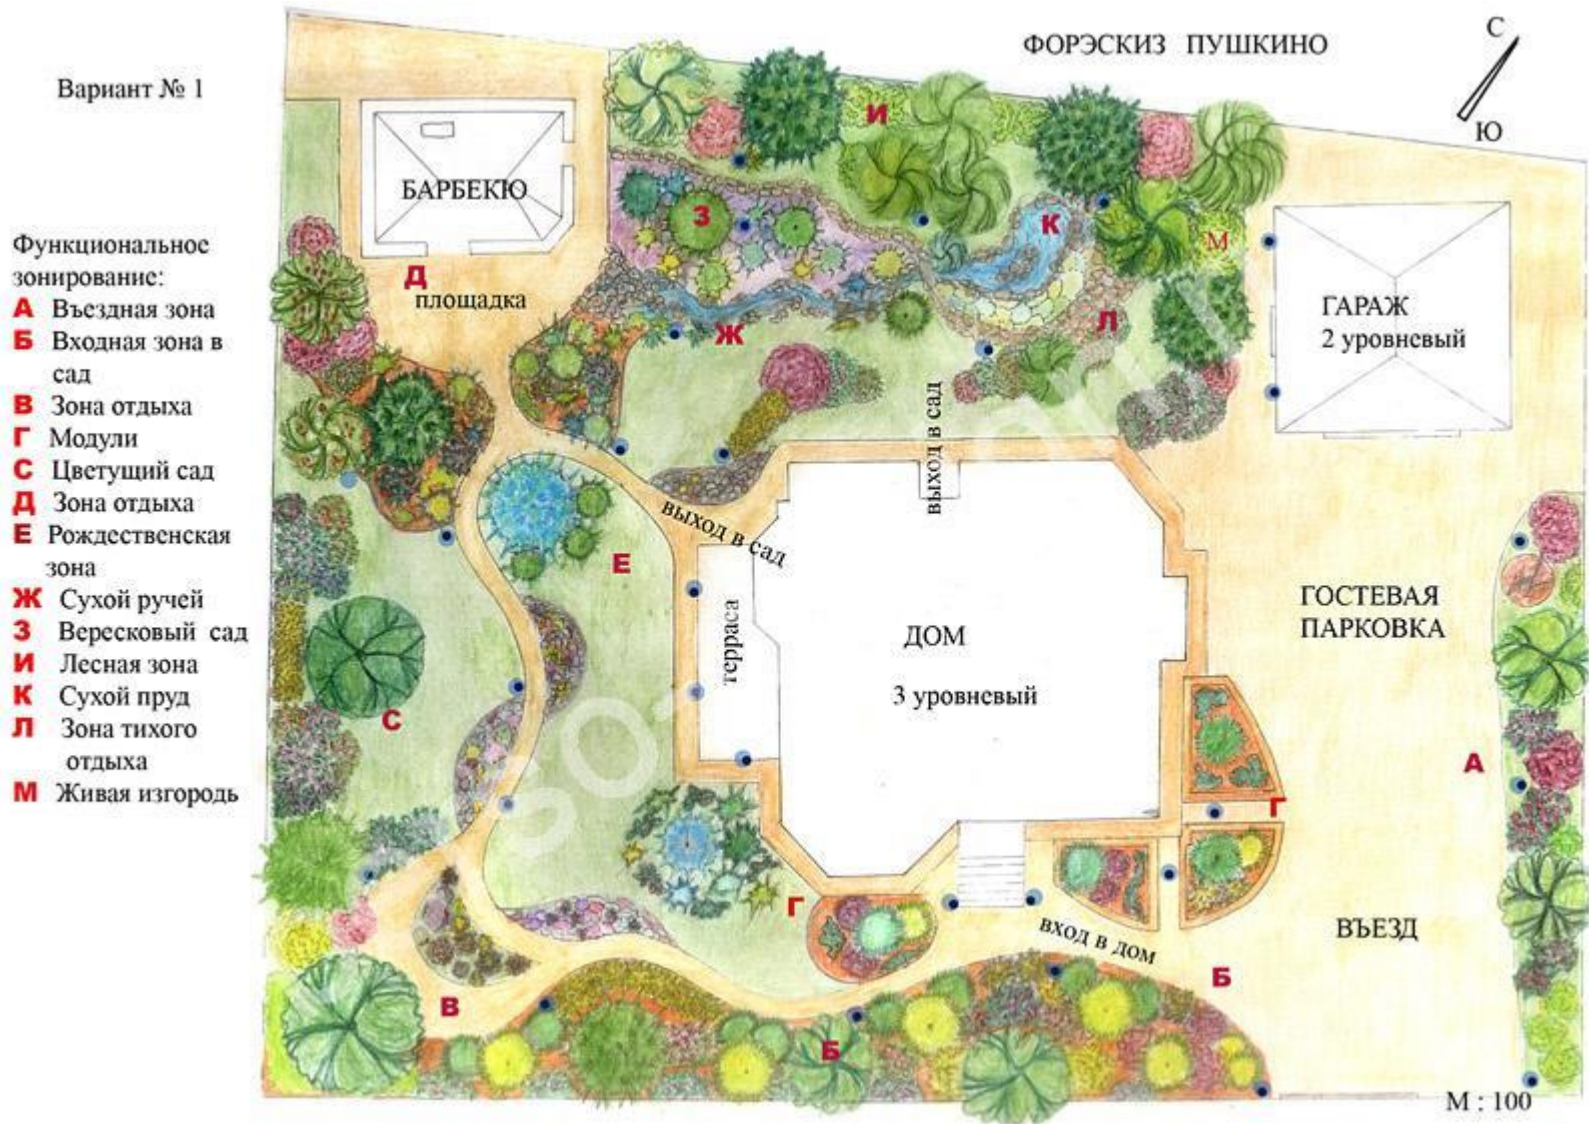 ФОРЭСКИЗ ПУШКИНО
С
Ю
Вариант № 1
Функциональное
зонирование:
А Въездная зона
Б Входная зона в
сад
В Зона отдыха
Г Модули
С Цветущий сад
Д Зона отдыха
Е Рождественская
зона
Ж Сухой ручей
З Вересковый сад
И Лесная зона
К Сухой пруд
Л Зона тихого
отдыха
М Живая изгородь
БАРБЕКЮ
Д
площадка
И
З
К
М
Ж
Л
ГАРАЖ
2 уровневый
выход в сад
выход в сад
Е
терраса
ДОМ
3 уровневый
ГОСТЕВАЯ
ПАРКОВКА
С
А
Г
Г
вход в дом
ВЪЕЗД
Б
В
Б
М : 100